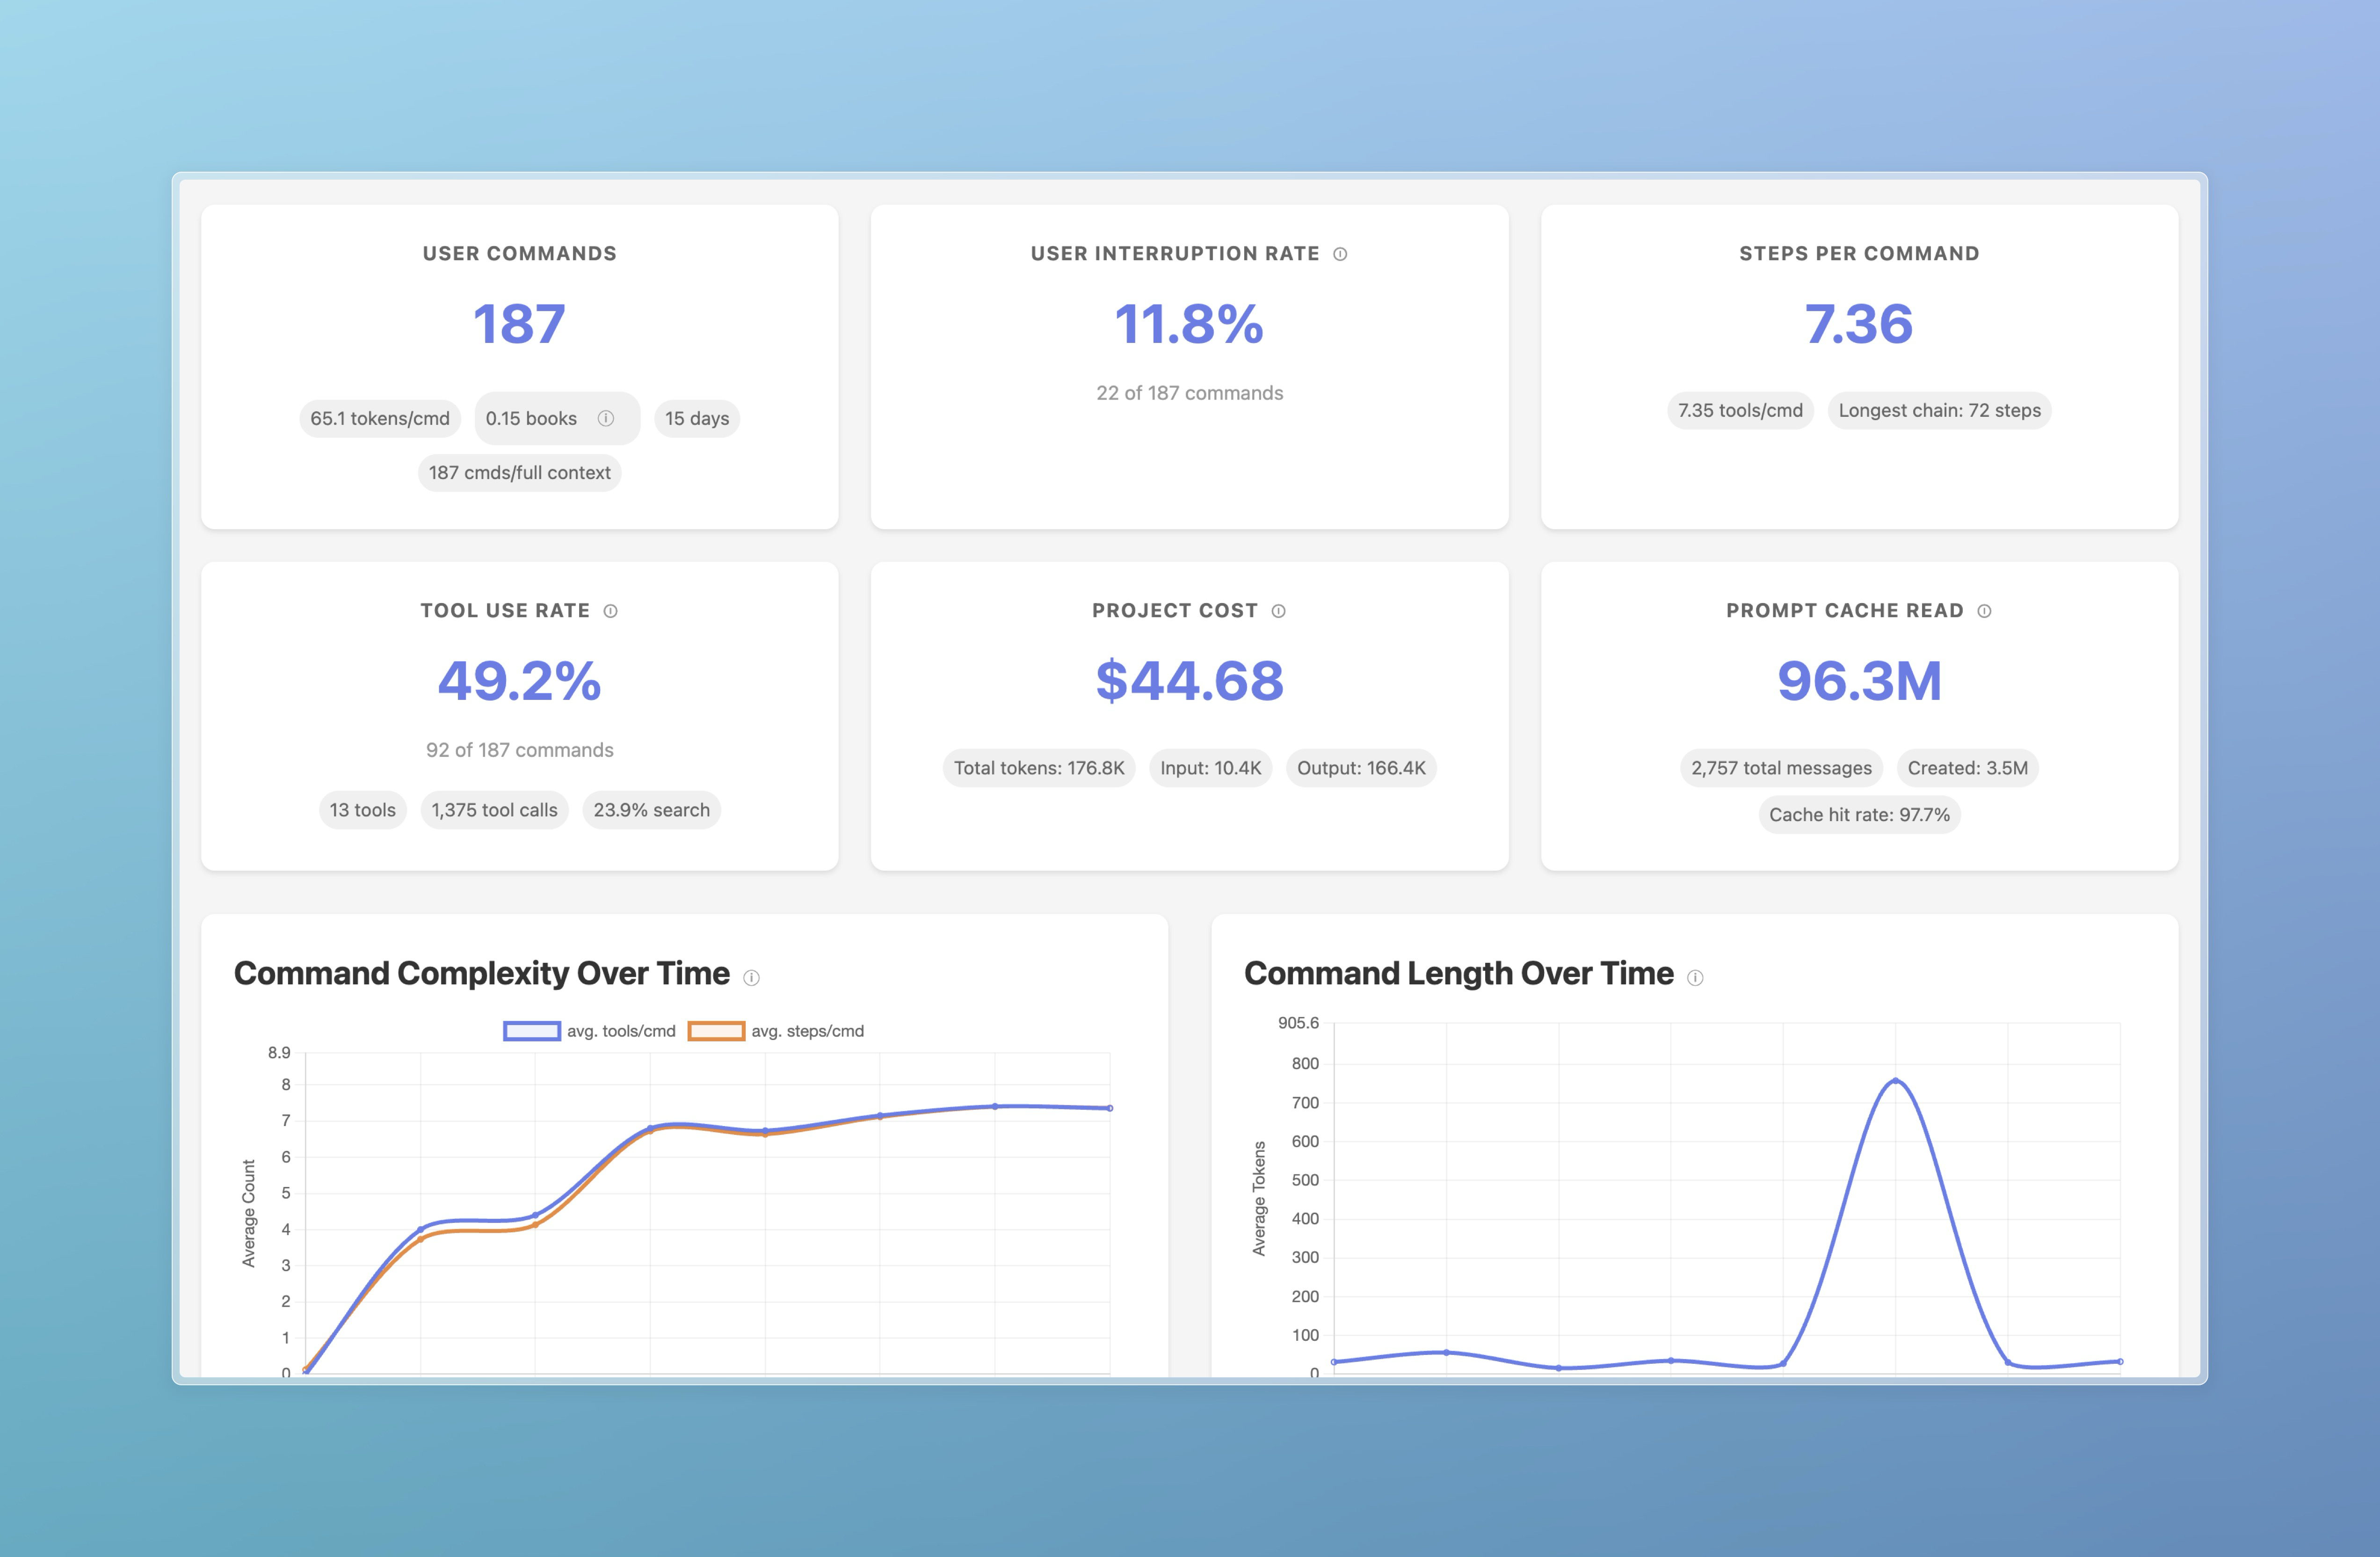 USER COMMANDS
187
65.1 tokens/cmd
0.15 books
15 days
187 cmds/full context
USER INTERRUPTION RATE
11.8%
22 of 187 commands
STEPS PER COMMAND
7.36
7.35 tools/cmd
Longest chain: 72 steps
TOOL USE RATE
49.2%
92 of 187 commands
13 tools
1,375 tool calls
23.9% search
PROJECT COST
$44.68
Total tokens: 176.8K
Input: 10.4K
Output: 166.4K
PROMPT CACHE READ
96.3M
2,757 total messages
Created: 3.5M
Cache hit rate: 97.7%
Command Complexity Over Time
avg. tools/cmd
avg. steps/cmd
8.9
8
7
6
5
4
3
2
1
0
Average Count
Command Length Over Time
905.6
800
700
600
500
400
300
200
100
0
Average Tokens